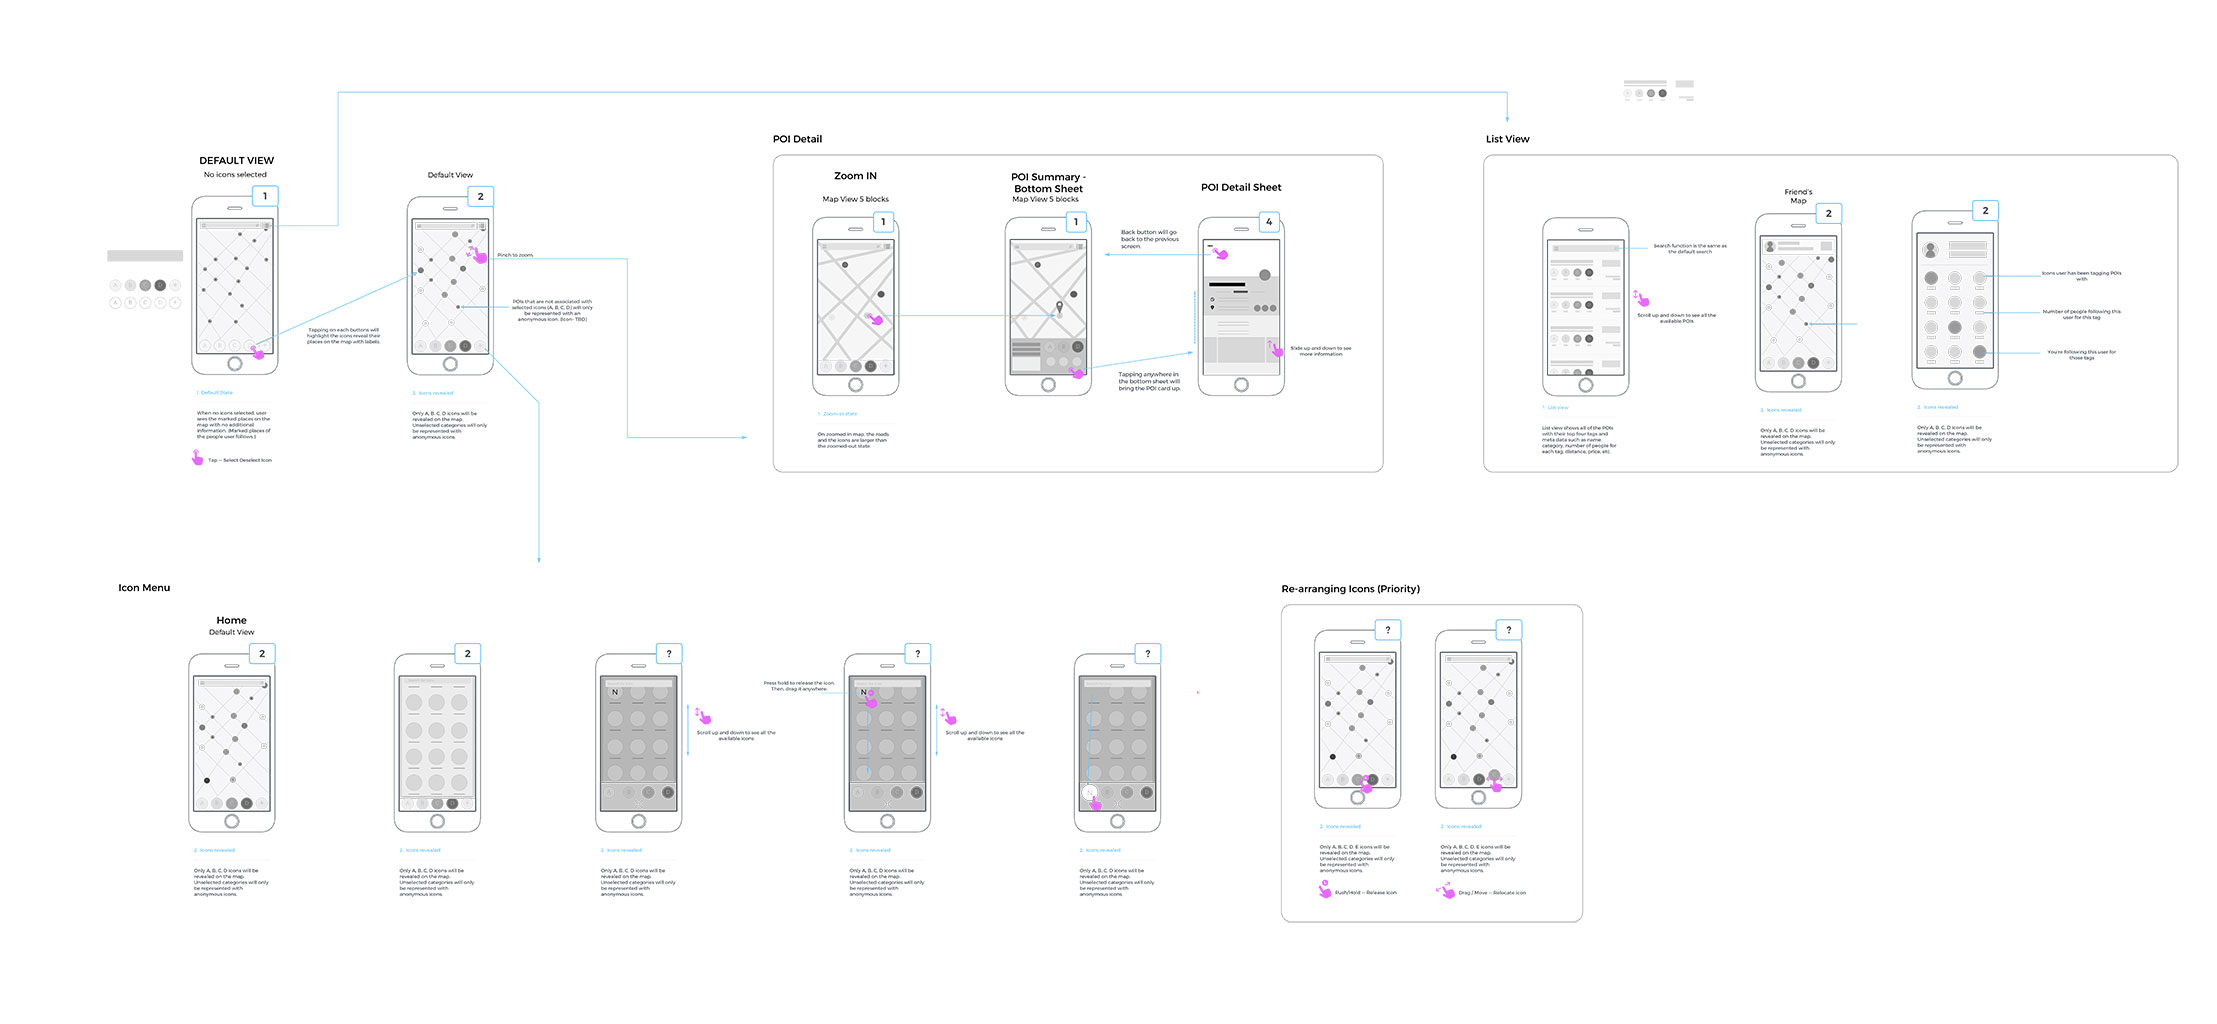 DEFAULT VIEW
No icons selected
1
Default View
2
Pinch to zoom.
POIs that are not associated with
selected icons (A, B, C, D) will only
be represented with an
anonymous icon. (Icon- TBD)
Tapping on each buttons will
highlight the icons reveal their
places on the map with labels.
A B C D +
A B C D +
1. Default State
When no icons selected, user
sees the marked places on the
map with no additional
information. (Marked places of
the people user follows.)
Tap — Select Deselect Icon
2. Icons revealed
Only A, B, C, D icons will be
revealed on the map.
Unselected categories will only
be represented with
anonymous icons.
POI Detail
Zoom IN
Map View 5 blocks
1
POI Summary -
Bottom Sheet
Map View 5 blocks
1
POI Detail Sheet
4
Back button will go
back to the previous
screen.
Tapping anywhere in
the bottom sheet will
bring the POI card up.
Slide up and down to see
more information.
1. Zoom-in state
On zoomed in map, the roads
and the icons are larger than
the zoomed-out state.
List View
Friend's
Map
2
2
Search function is the same as
the default search
Scroll up and down to see all the
available POIs
Icons user has been tagging POIs
with.
Number of people following this
user for this tag
You're following this user for
those tags
1. List view
List view shows all of the POIs
with their top four tags and
meta data such as name,
category, number of people for
each tag, distance, price, etc.
2. Icons revealed
Only A, B, C, D icons will be
revealed on the map.
Unselected categories will only
be represented with
anonymous icons.
2. Icons revealed
Only A, B, C, D icons will be
revealed on the map.
Unselected categories will only
be represented with
anonymous icons.
Icon Menu
Home
Default View
2
2
?
?
?
N
N
Press hold to release the icon.
Then, drag it anywhere.
Scroll up and down to see all the
available icons
Scroll up and down to see all the
available icons
2. Icons revealed
Only A, B, C, D icons will be
revealed on the map.
Unselected categories will only
be represented with
anonymous icons.
2. Icons revealed
Only A, B, C, D icons will be
revealed on the map.
Unselected categories will only
be represented with
anonymous icons.
2. Icons revealed
Only A, B, C, D icons will be
revealed on the map.
Unselected categories will only
be represented with
anonymous icons.
2. Icons revealed
Only A, B, C, D icons will be
revealed on the map.
Unselected categories will only
be represented with
anonymous icons.
2. Icons revealed
Only A, B, C, D icons will be
revealed on the map.
Unselected categories will only
be represented with
anonymous icons.
Re-arranging Icons (Priority)
?
?
2. Icons revealed
Only A, B, C, D, E icons will be
revealed on the map.
Unselected categories will only
be represented with
anonymous icons.
Push/Hold — Release Icon
2. Icons revealed
Only A, B, C, D, E icons will be
revealed on the map.
Unselected categories will only
be represented with
anonymous icons.
Drag / Move — Relocate icon